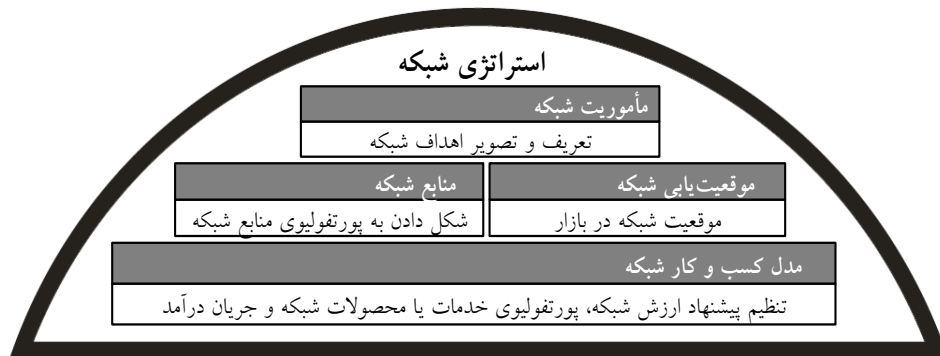 استراتژی شبکه
مأموریت شبکه
تعریف و تصویر اهداف شبکه
موقعیت‌یابی شبکه
موقعیت شبکه در بازار
منابع شبکه
شکل دادن به پورتفولیوی منابع شبکه
مدل کسب و کار شبکه
تنظیم پیشنهاد ارزش شبکه، پورتفولیوی خدمات یا محصولات شبکه و جریان درآمد